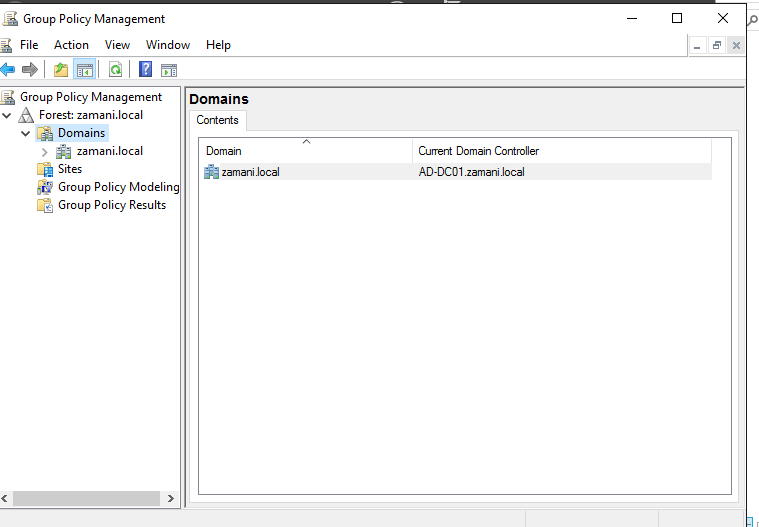 Group Policy Management
File Action View Window Help
Group Policy Management
Forest: zamani.local
Domains
zamani.local
Sites
Group Policy Modeling
Group Policy Results
Domains
Contents
Domain Current Domain Controller
zamani.local AD-DC01.zamani.local